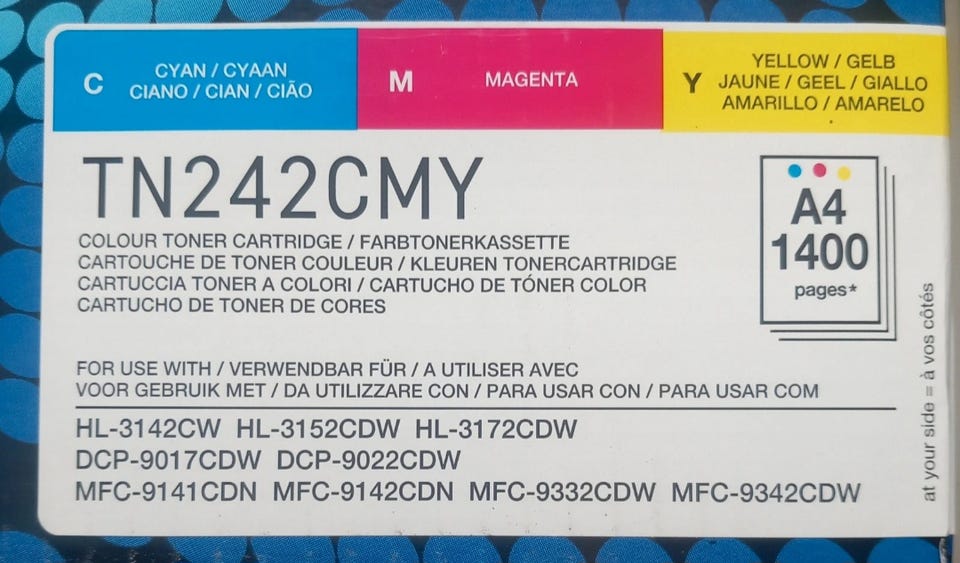 C CYAN / CYAAN
CIANO / CIAN / CIÃO
M MAGENTA
Y YELLOW / GELB
JAUNE / GEEL / GIALLO
AMARILLO / AMARELO
TN242CMY
COLOUR TONER CARTRIDGE / FARBTONERKASSETTE
CARTOUCHE DE TONER COULEUR / KLEUREN TONERCARTRIDGE
CARTUCCIA TONER A COLORI / CARTUCHO DE TÓNER COLOR
CARTUCHO DE TONER DE CORES
A4
1400
pages*
FOR USE WITH / VERWENDBAR FÜR / A UTILISER AVEC
VOOR GEBRUIK MET / DA UTILIZZARE CON / PARA USAR CON / PARA USAR COM
HL-3142CW HL-3152CDW HL-3172CDW
DCP-9017CDW DCP-9022CDW
MFC-9141CDN MFC-9142CDN MFC-9332CDW MFC-9342CDW
at your side = à vos côtés